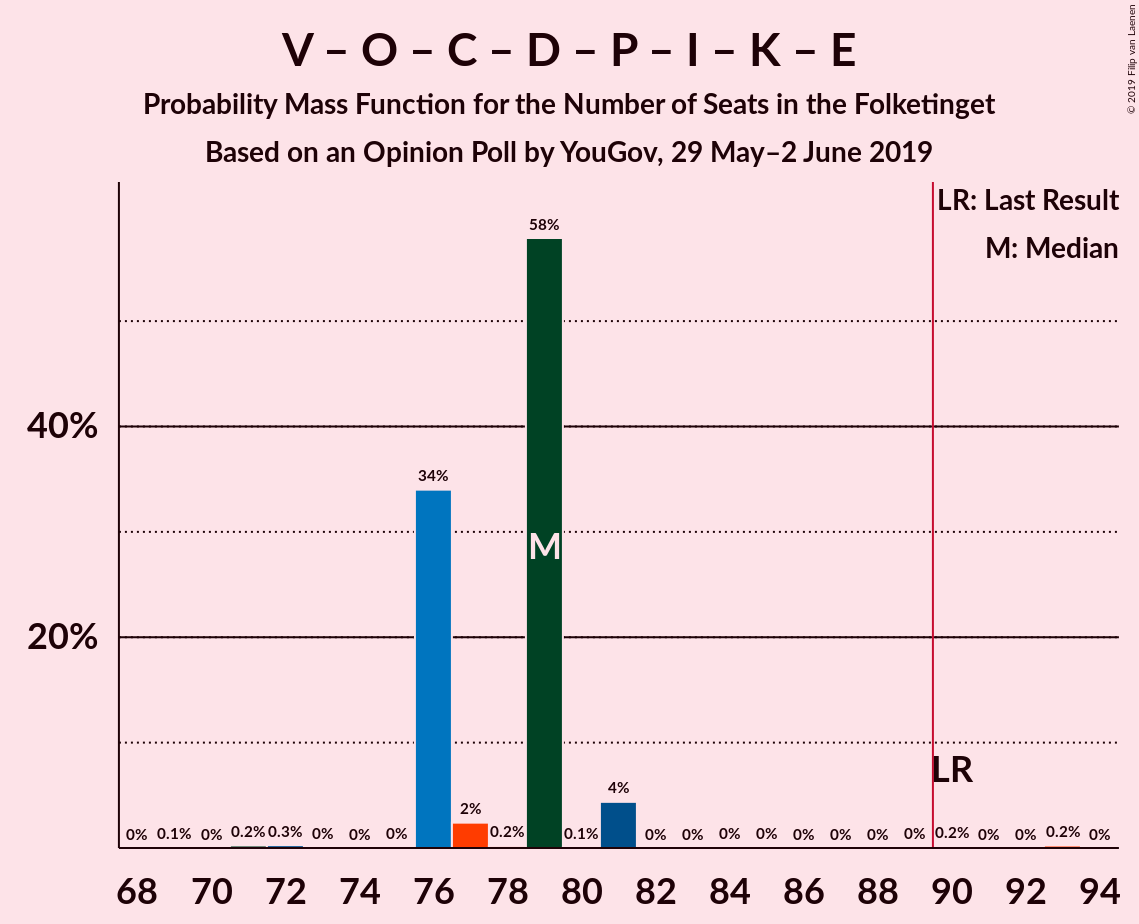 V – O – C – D – P – I – K – E
Probability Mass Function for the Number of Seats in the Folketinget
Based on an Opinion Poll by YouGov, 29 May–2 June 2019
© 2019 Filip van Laenen
LR: Last Result
M: Median
58%
40%
34%
M
20%
LR
4%
2%
0% 0.1% 0% 0.2% 0.3% 0% 0% 0% 0.2% 0.1% 0% 0% 0% 0% 0% 0% 0% 0% 0.2% 0% 0% 0.2% 0%
68 70 72 74 76 78 80 82 84 86 88 90 92 94